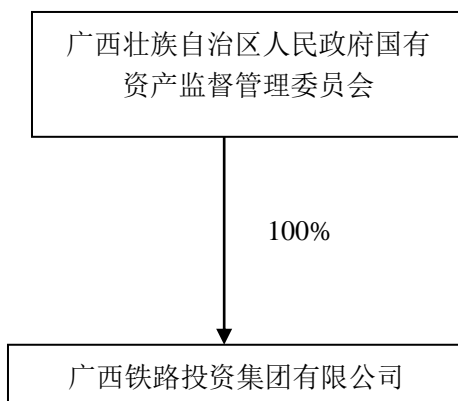 广西壮族自治区人民政府国有
资产监督管理委员会
100%
广西铁路投资集团有限公司